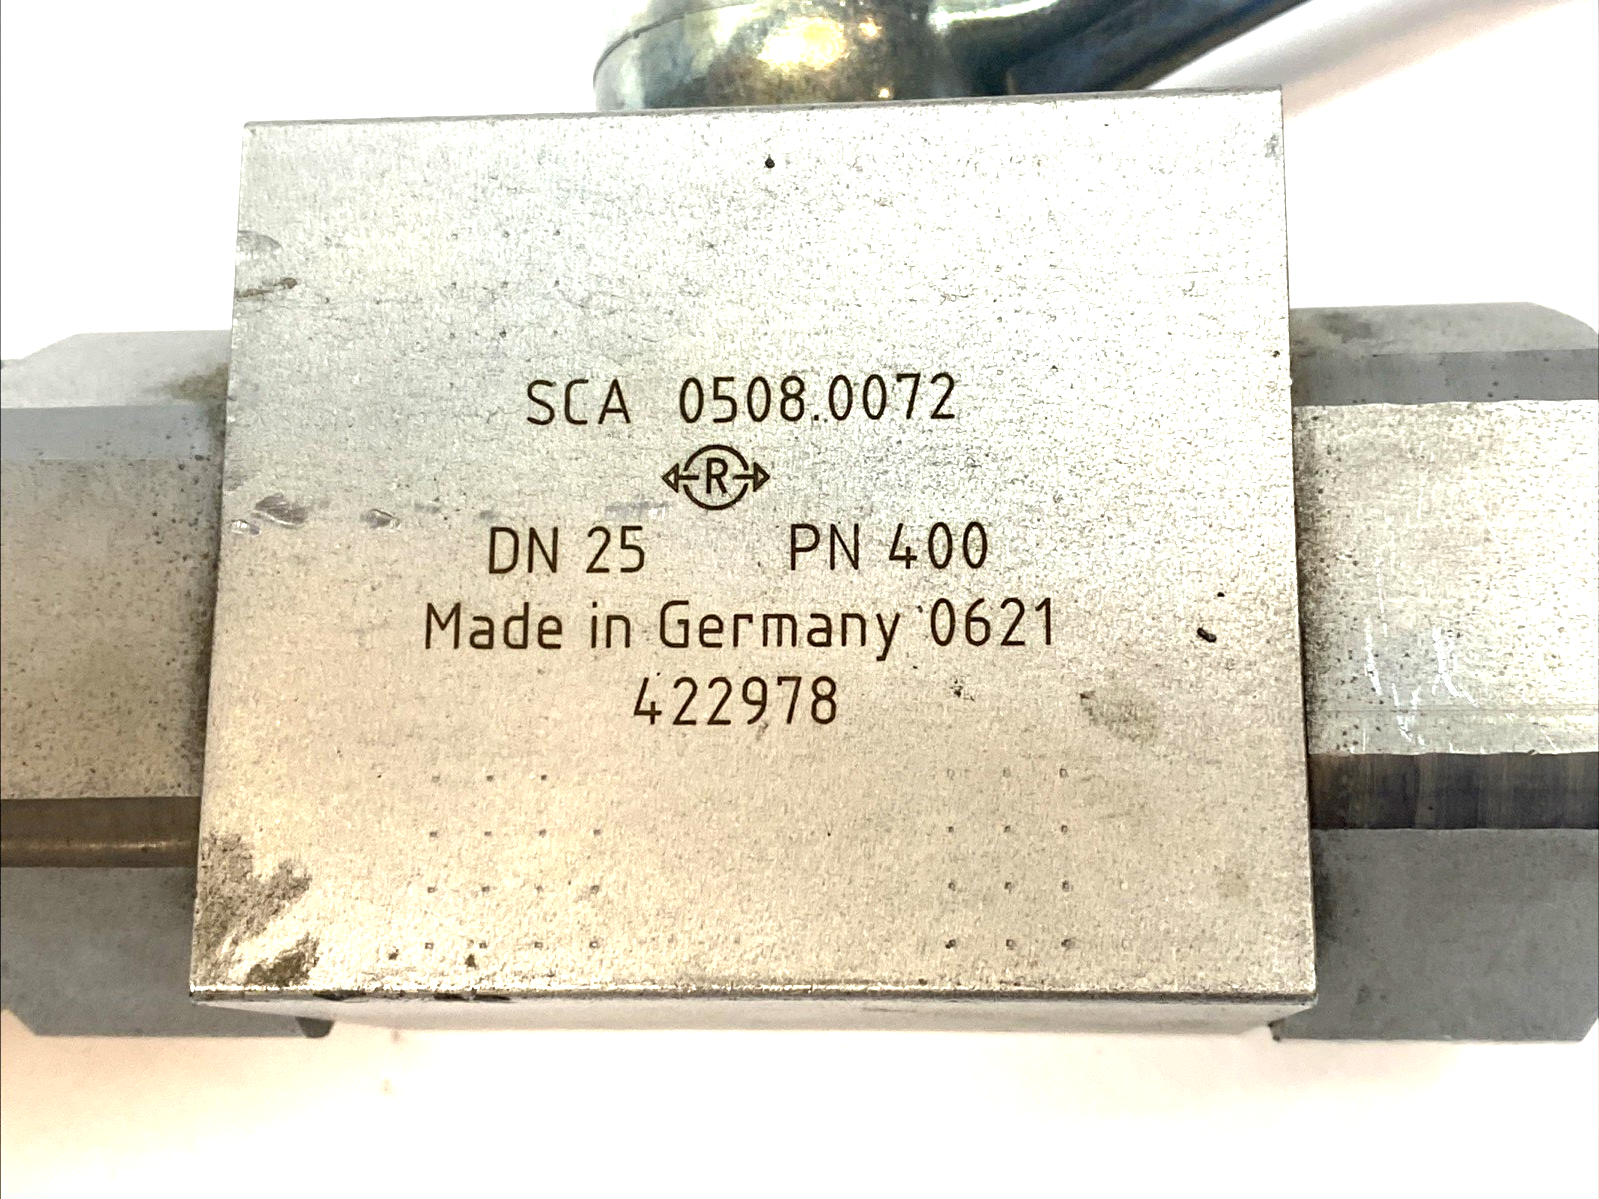 SCA 0508.0072
R
DN 25 PN 400
Made in Germany 0621
422978